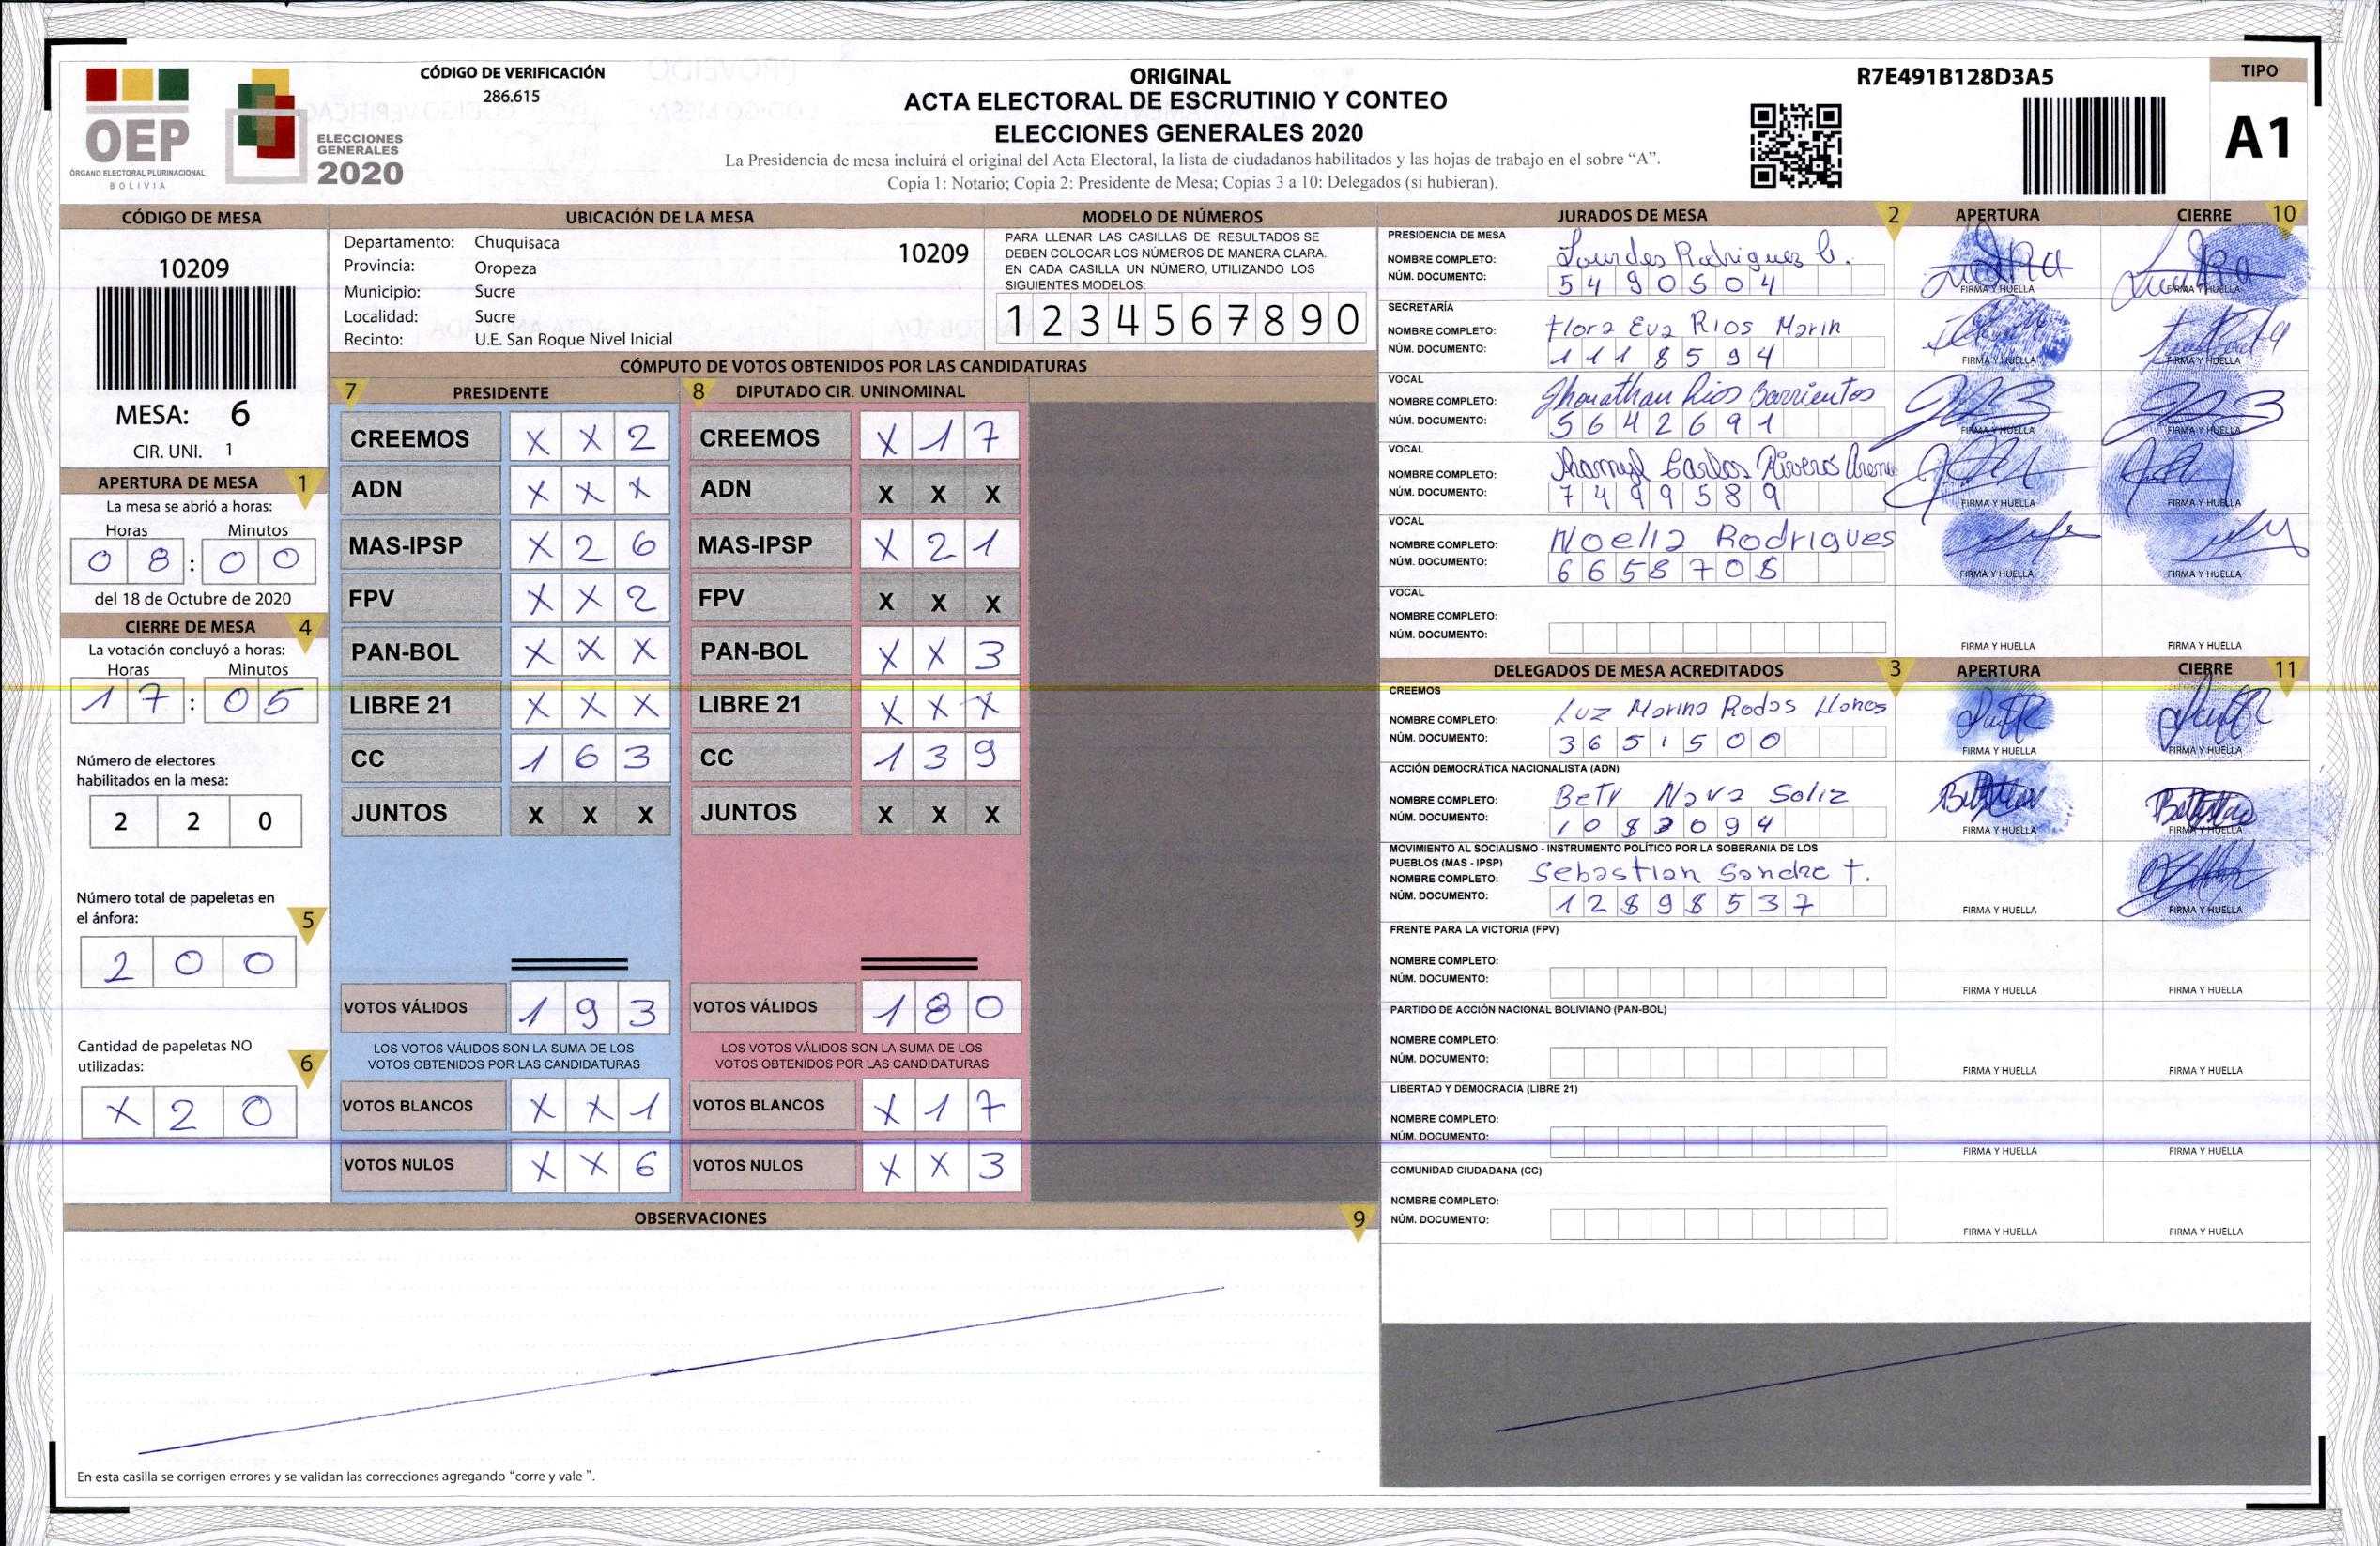 OEP
ÓRGANO ELECTORAL PLURINACIONAL
BOLIVIA
ELECCIONES
GENERALES
2020
CÓDIGO DE VERIFICACIÓN
286.615
ORIGINAL
ACTA ELECTORAL DE ESCRUTINIO Y CONTEO
ELECCIONES GENERALES 2020
La Presidencia de mesa incluirá el original del Acta Electoral, la lista de ciudadanos habilitados y las hojas de trabajo en el sobre “A”.
Copia 1: Notario; Copia 2: Presidente de Mesa; Copias 3 a 10: Delegados (si hubieran).
R7E491B128D3A5
TIPO
A1
CÓDIGO DE MESA
10209
MESA: 6
CIR. UNI. 1
APERTURA DE MESA 1
La mesa se abrió a horas:
Horas Minutos
0 8 : 0 0
del 18 de Octubre de 2020
CIERRE DE MESA 4
La votación concluyó a horas:
Horas Minutos
1 7 : 0 5
Número de electores
habilitados en la mesa:
2 2 0
Número total de papeletas en
el ánfora: 5
2 0 0
Cantidad de papeletas NO
utilizadas: 6
X 2 0
UBICACIÓN DE LA MESA
Departamento: Chuquisaca 10209
Provincia: Oropeza
Municipio: Sucre
Localidad: Sucre
Recinto: U.E. San Roque Nivel Inicial
MODELO DE NÚMEROS
PARA LLENAR LAS CASILLAS DE RESULTADOS SE
DEBEN COLOCAR LOS NÚMEROS DE MANERA CLARA.
EN CADA CASILLA UN NÚMERO, UTILIZANDO LOS
SIGUIENTES MODELOS:
1 2 3 4 5 6 7 8 9 0
CÓMPUTO DE VOTOS OBTENIDOS POR LAS CANDIDATURAS
7 PRESIDENTE 8 DIPUTADO CIR. UNINOMINAL
CREEMOS X X 2 CREEMOS X 1 7
ADN X X X ADN X X X
MAS-IPSP X 2 6 MAS-IPSP X 2 1
FPV X X 2 FPV X X X
PAN-BOL X X X PAN-BOL X X 3
LIBRE 21 X X X LIBRE 21 X X X
CC 1 6 3 CC 1 3 9
JUNTOS X X X JUNTOS X X X
VOTOS VÁLIDOS 1 9 3 VOTOS VÁLIDOS 1 8 0
LOS VOTOS VÁLIDOS SON LA SUMA DE LOS LOS VOTOS VÁLIDOS SON LA SUMA DE LOS
VOTOS OBTENIDOS POR LAS CANDIDATURAS VOTOS OBTENIDOS POR LAS CANDIDATURAS
VOTOS BLANCOS X X 1 VOTOS BLANCOS X 1 7
VOTOS NULOS X X 6 VOTOS NULOS X X 3
OBSERVACIONES 9
En esta casilla se corrigen errores y se validan las correcciones agregando “corre y vale ”.
JURADOS DE MESA 2 APERTURA CIERRE 10
PRESIDENCIA DE MESA
NOMBRE COMPLETO: Lourdes Rodriguez
NÚM. DOCUMENTO: 5 4 9 0 5 0 4
FIRMA Y HUELLA FIRMA Y HUELLA
SECRETARÍA
NOMBRE COMPLETO: Flora Eva Rios Marin
NÚM. DOCUMENTO: 1 1 1 8 5 9 4
FIRMA Y HUELLA FIRMA Y HUELLA
VOCAL
NOMBRE COMPLETO: Jhonathan Rios Barrientos
NÚM. DOCUMENTO: 5 6 4 2 6 9 1
FIRMA Y HUELLA FIRMA Y HUELLA
VOCAL
NOMBRE COMPLETO: Carlos
NÚM. DOCUMENTO: 7 4 9 9 5 8 9
FIRMA Y HUELLA FIRMA Y HUELLA
VOCAL
NOMBRE COMPLETO: Noelia Rodrigues
NÚM. DOCUMENTO: 6 6 5 8 7 0 8
FIRMA Y HUELLA FIRMA Y HUELLA
VOCAL
NOMBRE COMPLETO:
NÚM. DOCUMENTO:
FIRMA Y HUELLA FIRMA Y HUELLA
DELEGADOS DE MESA ACREDITADOS 3 APERTURA CIERRE 11
CREEMOS
NOMBRE COMPLETO: Luz Marina Rodas Llanos
NÚM. DOCUMENTO: 3 6 5 1 5 0 0
FIRMA Y HUELLA FIRMA Y HUELLA
ACCIÓN DEMOCRÁTICA NACIONALISTA (ADN)
NOMBRE COMPLETO: Bety Nava Soliz
NÚM. DOCUMENTO: 1 0 8 2 0 9 4
FIRMA Y HUELLA FIRMA Y HUELLA
MOVIMIENTO AL SOCIALISMO - INSTRUMENTO POLÍTICO POR LA SOBERANIA DE LOS
PUEBLOS (MAS - IPSP)
NOMBRE COMPLETO: Sebastian Sandre T.
NÚM. DOCUMENTO: 1 2 8 9 8 5 3 7
FIRMA Y HUELLA FIRMA Y HUELLA
FRENTE PARA LA VICTORIA (FPV)
NOMBRE COMPLETO:
NÚM. DOCUMENTO:
FIRMA Y HUELLA FIRMA Y HUELLA
PARTIDO DE ACCIÓN NACIONAL BOLIVIANO (PAN-BOL)
NOMBRE COMPLETO:
NÚM. DOCUMENTO:
FIRMA Y HUELLA FIRMA Y HUELLA
LIBERTAD Y DEMOCRACIA (LIBRE 21)
NOMBRE COMPLETO:
NÚM. DOCUMENTO:
FIRMA Y HUELLA FIRMA Y HUELLA
COMUNIDAD CIUDADANA (CC)
NOMBRE COMPLETO:
NÚM. DOCUMENTO:
FIRMA Y HUELLA FIRMA Y HUELLA